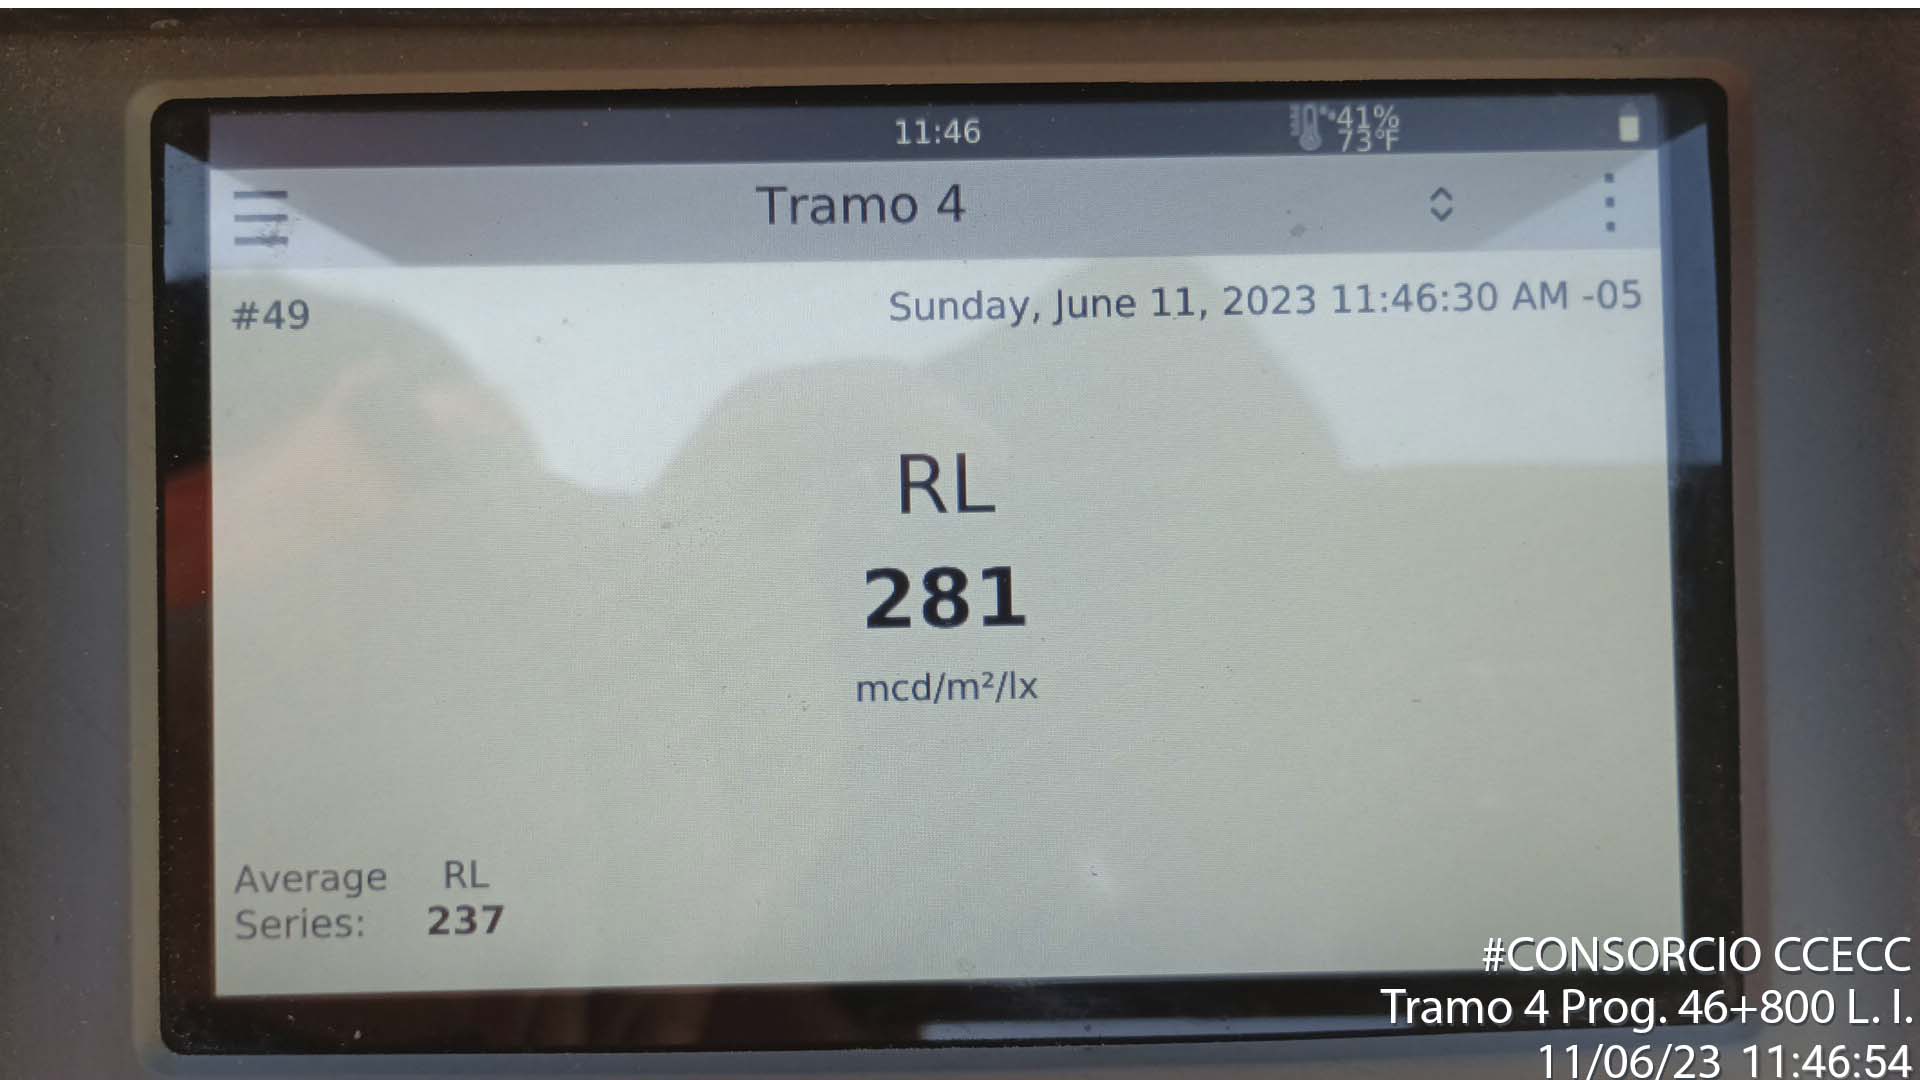 11:46
41%
73°F
Tramo 4
#49
Sunday, June 11, 2023 11:46:30 AM -05
RL
281
mcd/m²/lx
Average RL
Series: 237
#CONSORCIO CCECC
Tramo 4 Prog. 46+800 L. I.
11/06/23 11:46:54